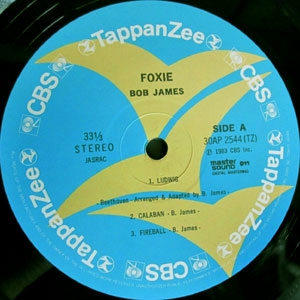 TappanZee
CBS
TappanZee
CBS
TappanZee
CBS
FOXIE
BOB JAMES
33⅓
STEREO
JASRAC
SIDE A
30AP 2544 (TZ)
Ⓟ 1983 CBS Inc.
master
sound
DIGITAL MASTERING
1. LUDWIG
-Beethoven - Arranged & Adapted by B. James-
2. CALABAN -B. James-
3. FIREBALL -B. James-